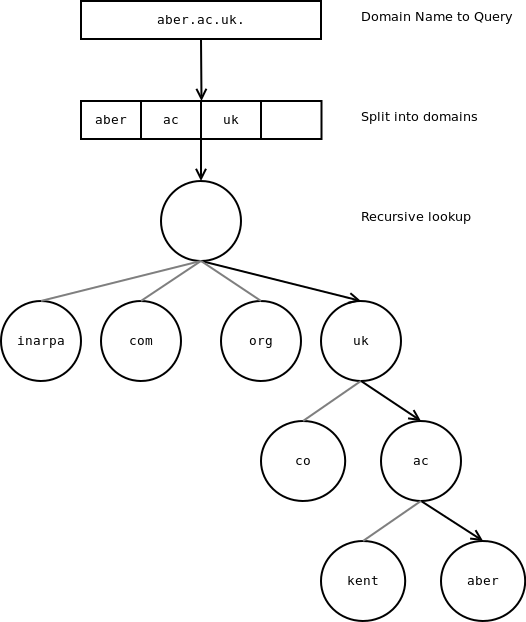 aber.ac.uk.
Domain Name to Query
aber ac uk
Split into domains
Recursive lookup
inarpa com org uk
co ac
kent aber